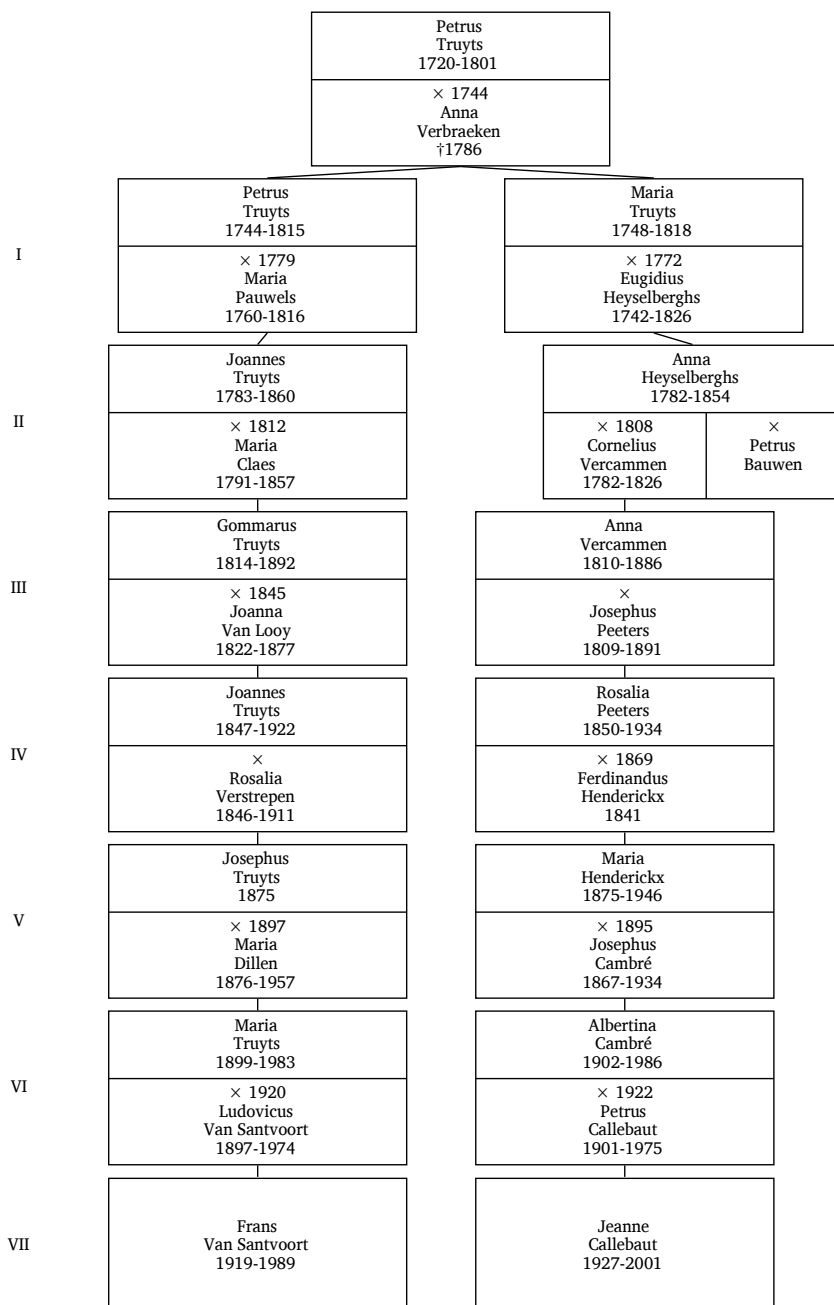 Petrus
Truyts
1720-1801
× 1744
Anna
Verbraeken
†1786
I
Petrus
Truyts
1744-1815
× 1779
Maria
Pauwels
1760-1816
Maria
Truyts
1748-1818
× 1772
Eugidius
Heyselberghs
1742-1826
II
Joannes
Truyts
1783-1860
× 1812
Maria
Claes
1791-1857
Anna
Heyselberghs
1782-1854
× 1808
Cornelius
Vercammen
1782-1826
×
Petrus
Bauwen
III
Gommarus
Truyts
1814-1892
× 1845
Joanna
Van Looy
1822-1877
Anna
Vercammen
1810-1886
×
Josephus
Peeters
1809-1891
IV
Joannes
Truyts
1847-1922
×
Rosalia
Verstrepen
1846-1911
Rosalia
Peeters
1850-1934
× 1869
Ferdinandus
Henderickx
1841
V
Josephus
Truyts
1875
× 1897
Maria
Dillen
1876-1957
Maria
Henderickx
1875-1946
× 1895
Josephus
Cambré
1867-1934
VI
Maria
Truyts
1899-1983
× 1920
Ludovicus
Van Santvoort
1897-1974
Albertina
Cambré
1902-1986
× 1922
Petrus
Callebaut
1901-1975
VII
Frans
Van Santvoort
1919-1989
Jeanne
Callebaut
1927-2001